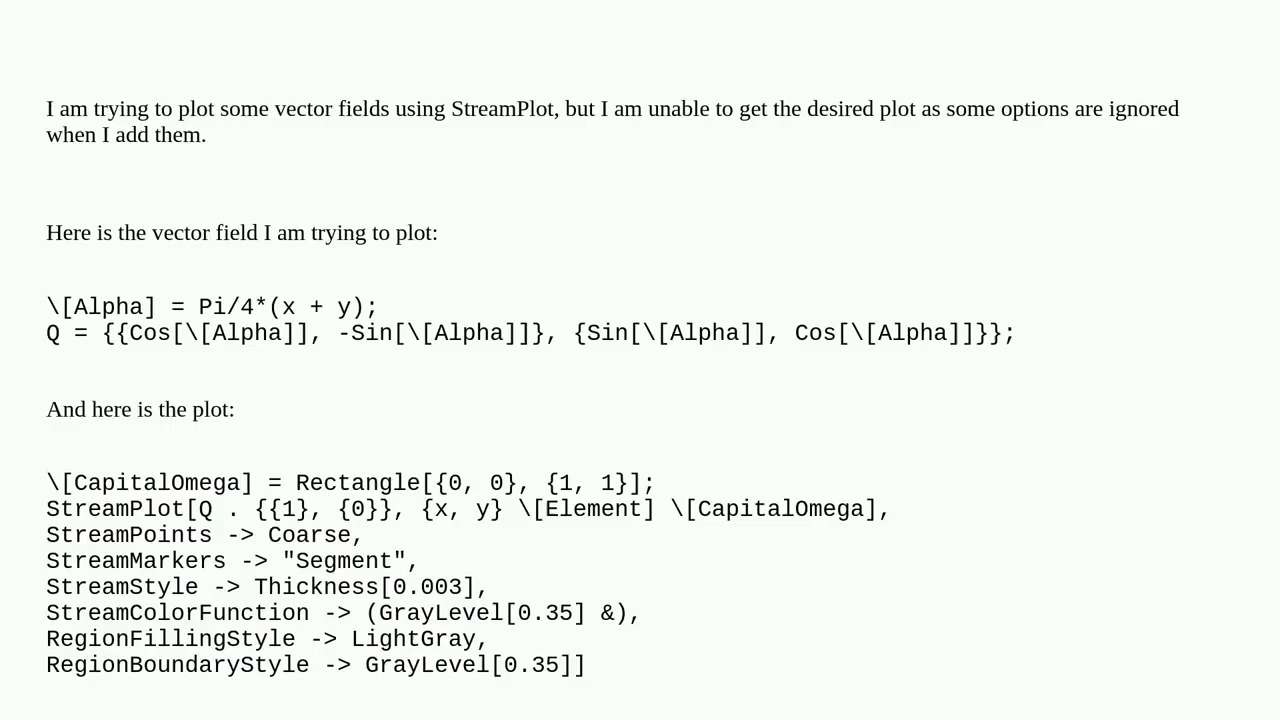 I am trying to plot some vector fields using StreamPlot, but I am unable to get the desired plot as some options are ignored
when I add them.
Here is the vector field I am trying to plot:
\[Alpha] = Pi/4*(x + y);
Q = {{Cos[\[Alpha]], -Sin[\[Alpha]]}, {Sin[\[Alpha]], Cos[\[Alpha]]}};
And here is the plot:
\[CapitalOmega] = Rectangle[{0, 0}, {1, 1}];
StreamPlot[Q . {{1}, {0}}, {x, y} \[Element] \[CapitalOmega],
StreamPoints -> Coarse,
StreamMarkers -> "Segment",
StreamStyle -> Thickness[0.003],
StreamColorFunction -> (GrayLevel[0.35] &),
RegionFillingStyle -> LightGray,
RegionBoundaryStyle -> GrayLevel[0.35]]